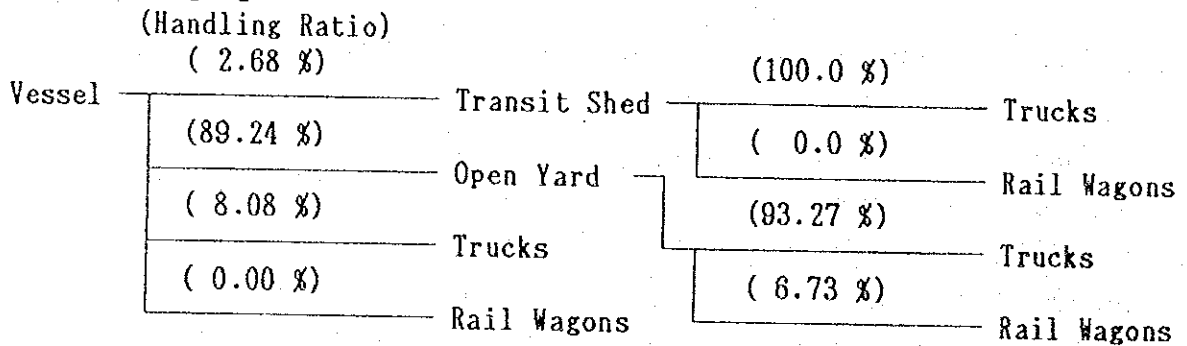 (Handling Ratio)
( 2.68 %) (100.0 %)
Vessel Transit Shed Trucks
(89.24 %) ( 0.0 %)
Open Yard Rail Wagons
( 8.08 %) (93.27 %)
Trucks Trucks
( 0.00 %) ( 6.73 %)
Rail Wagons Rail Wagons